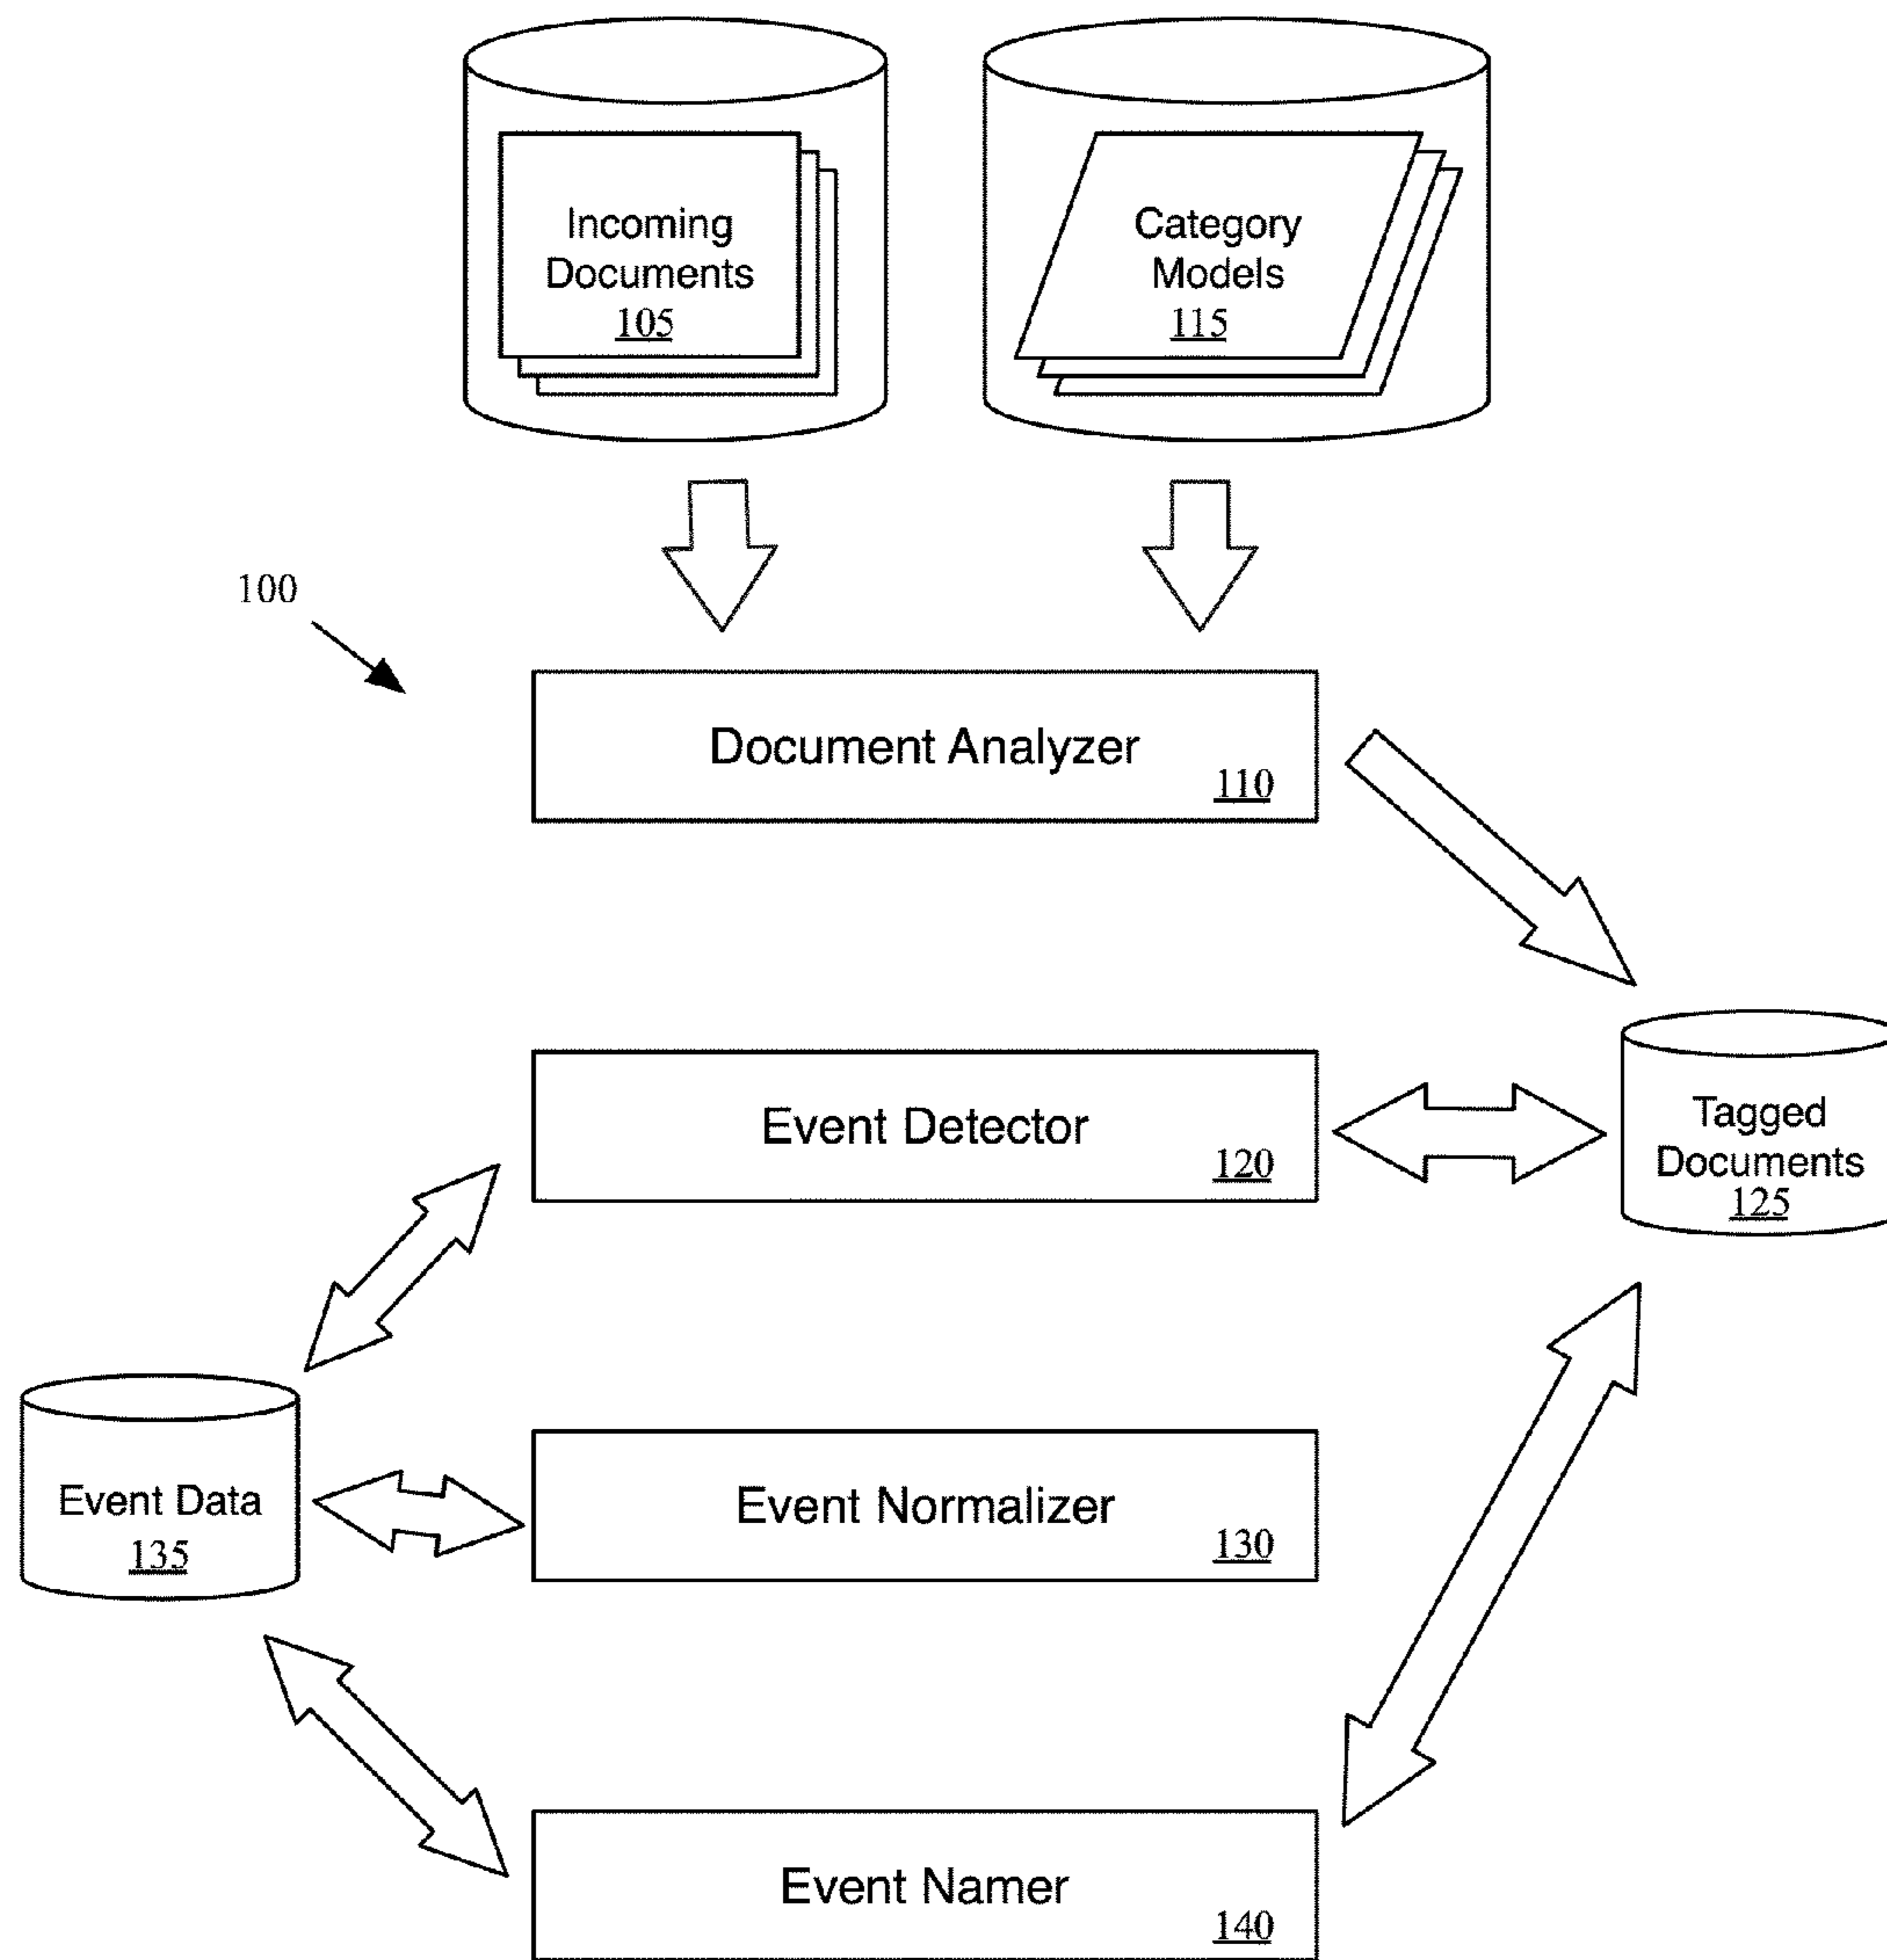 Incoming
Documents
105
Category
Models
115
100
Document Analyzer
110
Event Detector
120
Tagged
Documents
125
Event Data
135
Event Normalizer
130
Event Namer
140